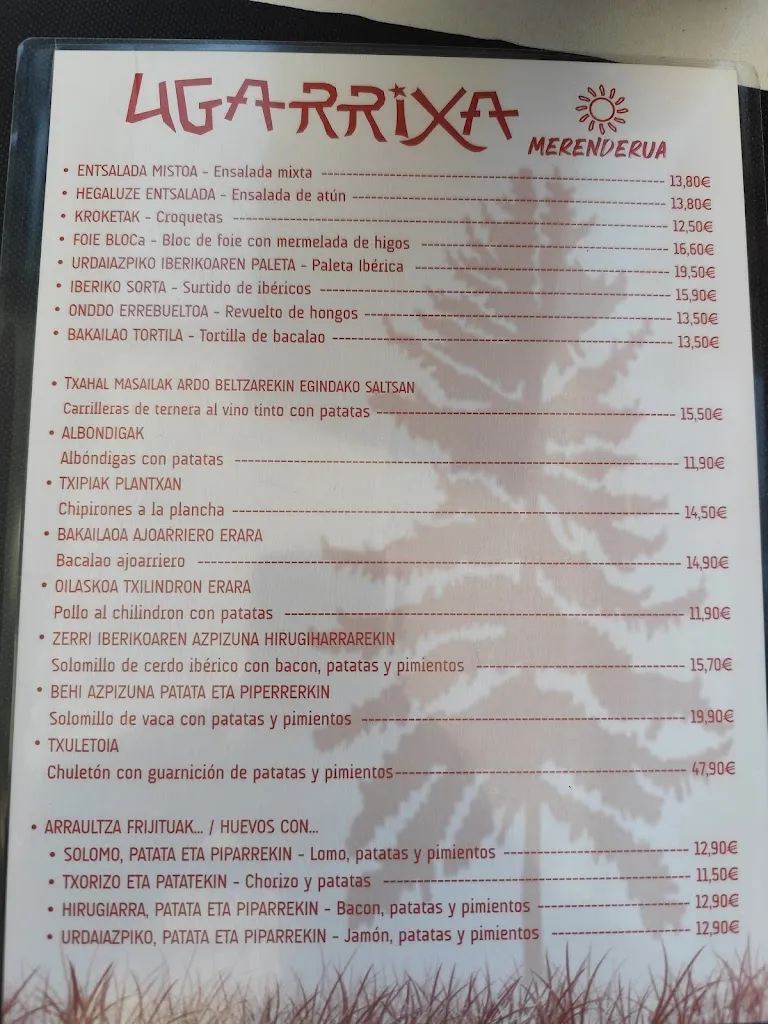 UGARRIXA
MERENDERUA
• ENTSALADA MISTOA - Ensalada mixta 13,80€
• HEGALUZE ENTSALADA - Ensalada de atún 13,80€
• KROKETAK - Croquetas 12,50€
• FOIE BLOCa - Bloc de foie con mermelada de higos 16,60€
• URDAIAZPIKO IBERIKOAREN PALETA - Paleta Ibérica 19,50€
• IBERIKO SORTA - Surtido de ibéricos 15,90€
• ONDDO ERREBUELTOA - Revuelto de hongos 13,50€
• BAKAILAO TORTILA - Tortilla de bacalao 13,50€
• TXAHAL MASAILAK ARDO BELTZAREKIN EGINDAKO SALTSAN
Carrilleras de ternera al vino tinto con patatas 15,50€
• ALBONDIGAK
Albóndigas con patatas 11,90€
• TXIPIAK PLANTXAN
Chipirones a la plancha 14,50€
• BAKAILAOA AJOARRIERO ERARA
Bacalao ajoarriero 14,90€
• OILASKOA TXILINDRON ERARA
Pollo al chilindron con patatas 11,90€
• ZERRI IBERIKOAREN AZPIZUNA HIRUGIHARRAREKIN
Solomillo de cerdo ibérico con bacon, patatas y pimientos 15,70€
• BEHI AZPIZUNA PATATA ETA PIPERRERKIN
Solomillo de vaca con patatas y pimientos 19,90€
• TXULETOIA
Chuletón con guarnición de patatas y pimientos 47,90€
• ARRAULTZA FRIJITUAK... / HUEVOS CON...
• SOLOMO, PATATA ETA PIPARREKIN - Lomo, patatas y pimientos 12,90€
• TXORIZO ETA PATATEKIN - Chorizo y patatas 11,50€
• HIRUGIARRA, PATATA ETA PIPARREKIN - Bacon, patatas y pimientos 12,90€
• URDAIAZPIKO, PATATA ETA PIPARREKIN - Jamón, patatas y pimientos 12,90€